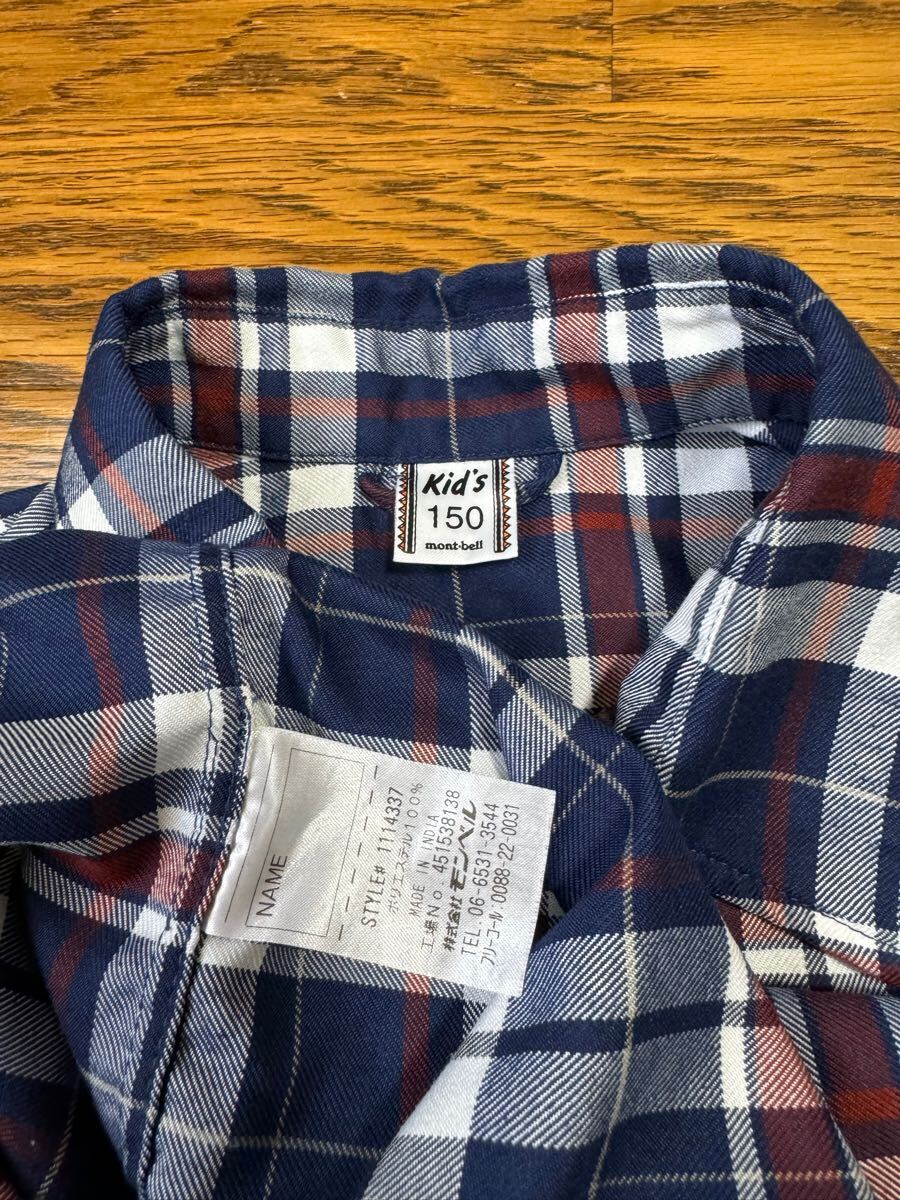 Kid's
150
mont·bell
NAME
STYLE# 1114337
ポリエステル100%
MADE IN INDIA
工場No. 451538138
株式会社 モンベル
TEL 06-6531-3544
フリーコール 0088-22-0031